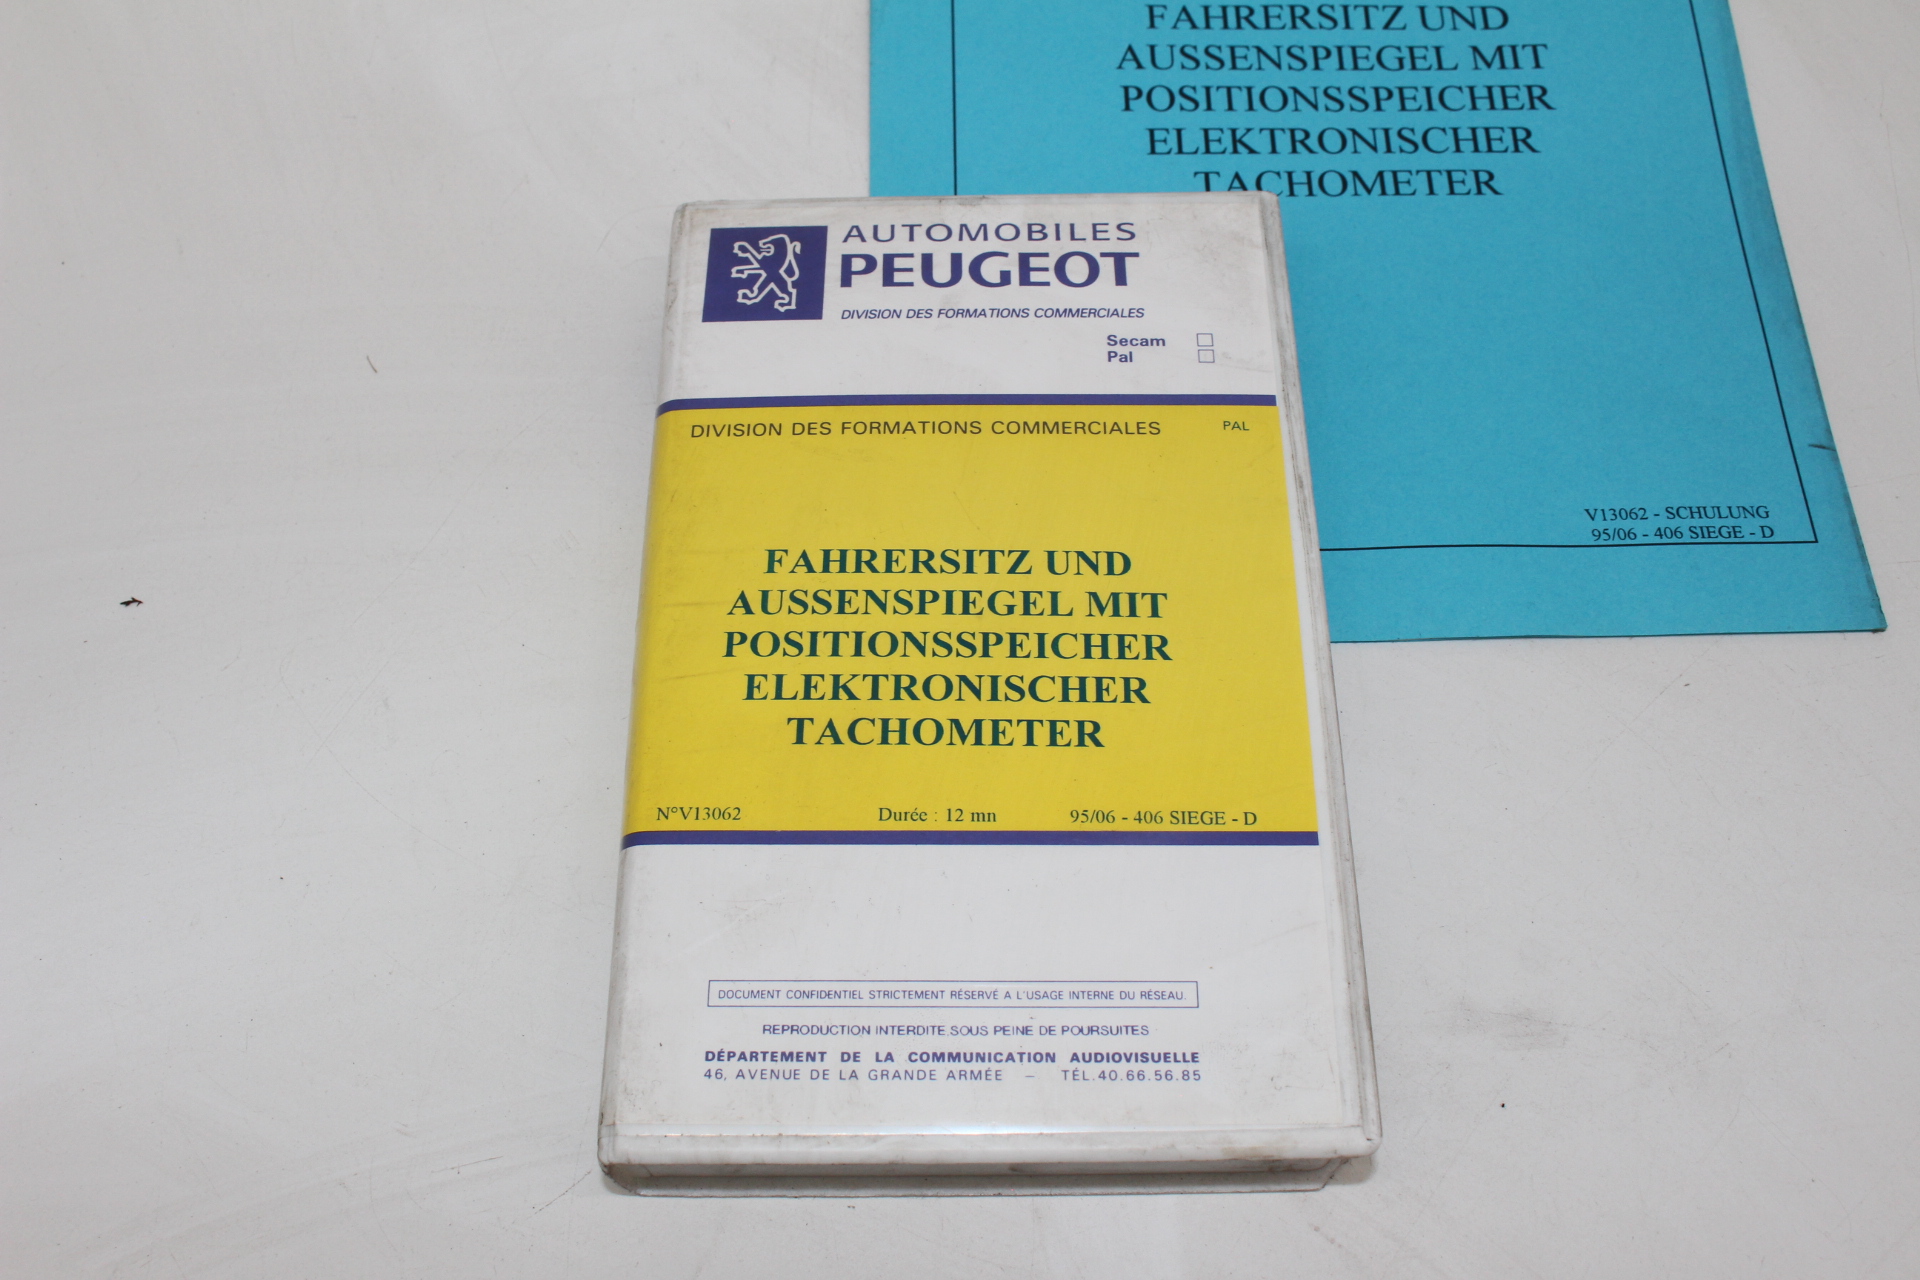 FAHRERSITZ UND
AUSSENSPIEGEL MIT
POSITIONSSPEICHER
ELEKTRONISCHER
TACHOMETER
V13062 - SCHULUNG
95/06 - 406 SIEGE - D
AUTOMOBILES
PEUGEOT
DIVISION DES FORMATIONS COMMERCIALES
Secam
Pal
DIVISION DES FORMATIONS COMMERCIALES PAL
FAHRERSITZ UND
AUSSENSPIEGEL MIT
POSITIONSSPEICHER
ELEKTRONISCHER
TACHOMETER
N°V13062 Durée : 12 mn 95/06 - 406 SIEGE - D
DOCUMENT CONFIDENTIEL STRICTEMENT RÉSERVÉ A L'USAGE INTERNE DU RÉSEAU.
REPRODUCTION INTERDITE SOUS PEINE DE POURSUITES
DÉPARTEMENT DE LA COMMUNICATION AUDIOVISUELLE
46, AVENUE DE LA GRANDE ARMÉE – TÉL.40.66.56.85